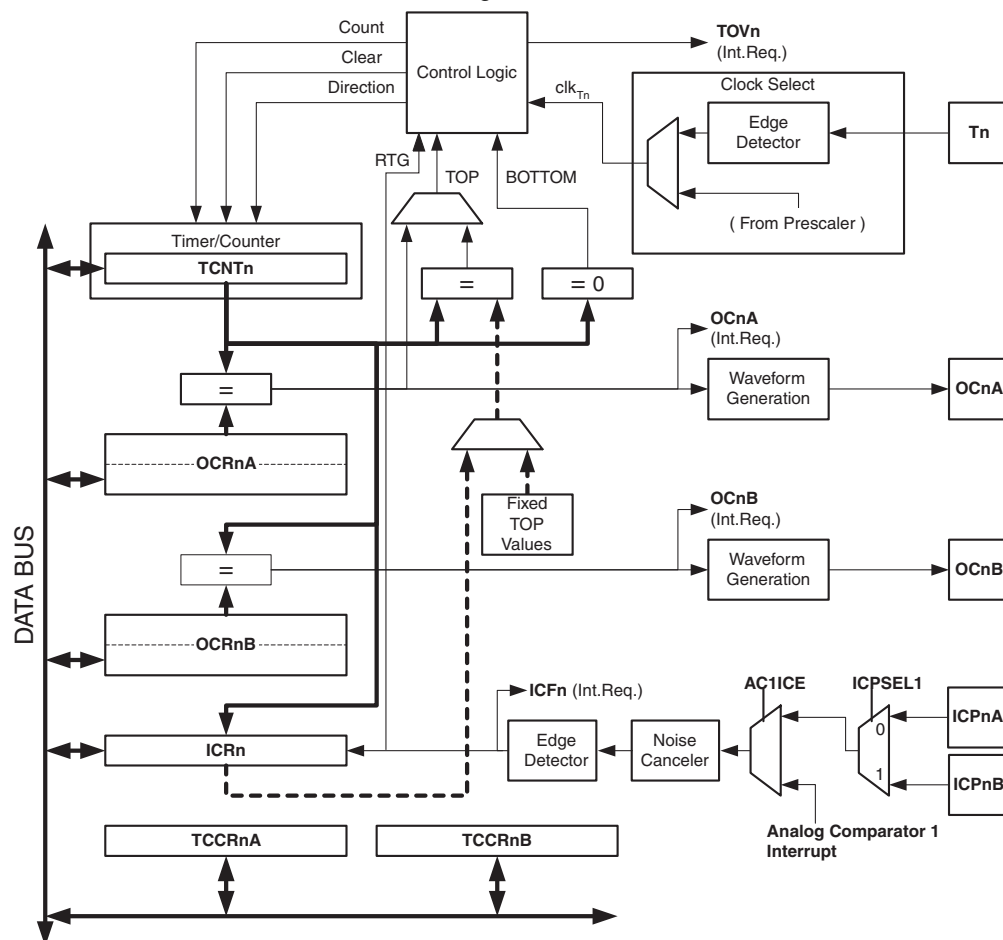 Count
Clear
Direction
Control Logic
TOVn
(Int.Req.)
clkTn
Clock Select
Edge
Detector
Tn
( From Prescaler )
RTG
TOP
BOTTOM
Timer/Counter
TCNTn
=
= 0
OCnA
(Int.Req.)
=
Waveform
Generation
OCnA
OCRnA
Fixed
TOP
Values
OCnB
(Int.Req.)
=
Waveform
Generation
OCnB
OCRnB
DATA BUS
ICFn (Int.Req.)
AC1ICE
ICPSEL1
ICPnA
0
ICRn
Edge
Detector
Noise
Canceler
1
ICPnB
Analog Comparator 1
Interrupt
TCCRnA
TCCRnB